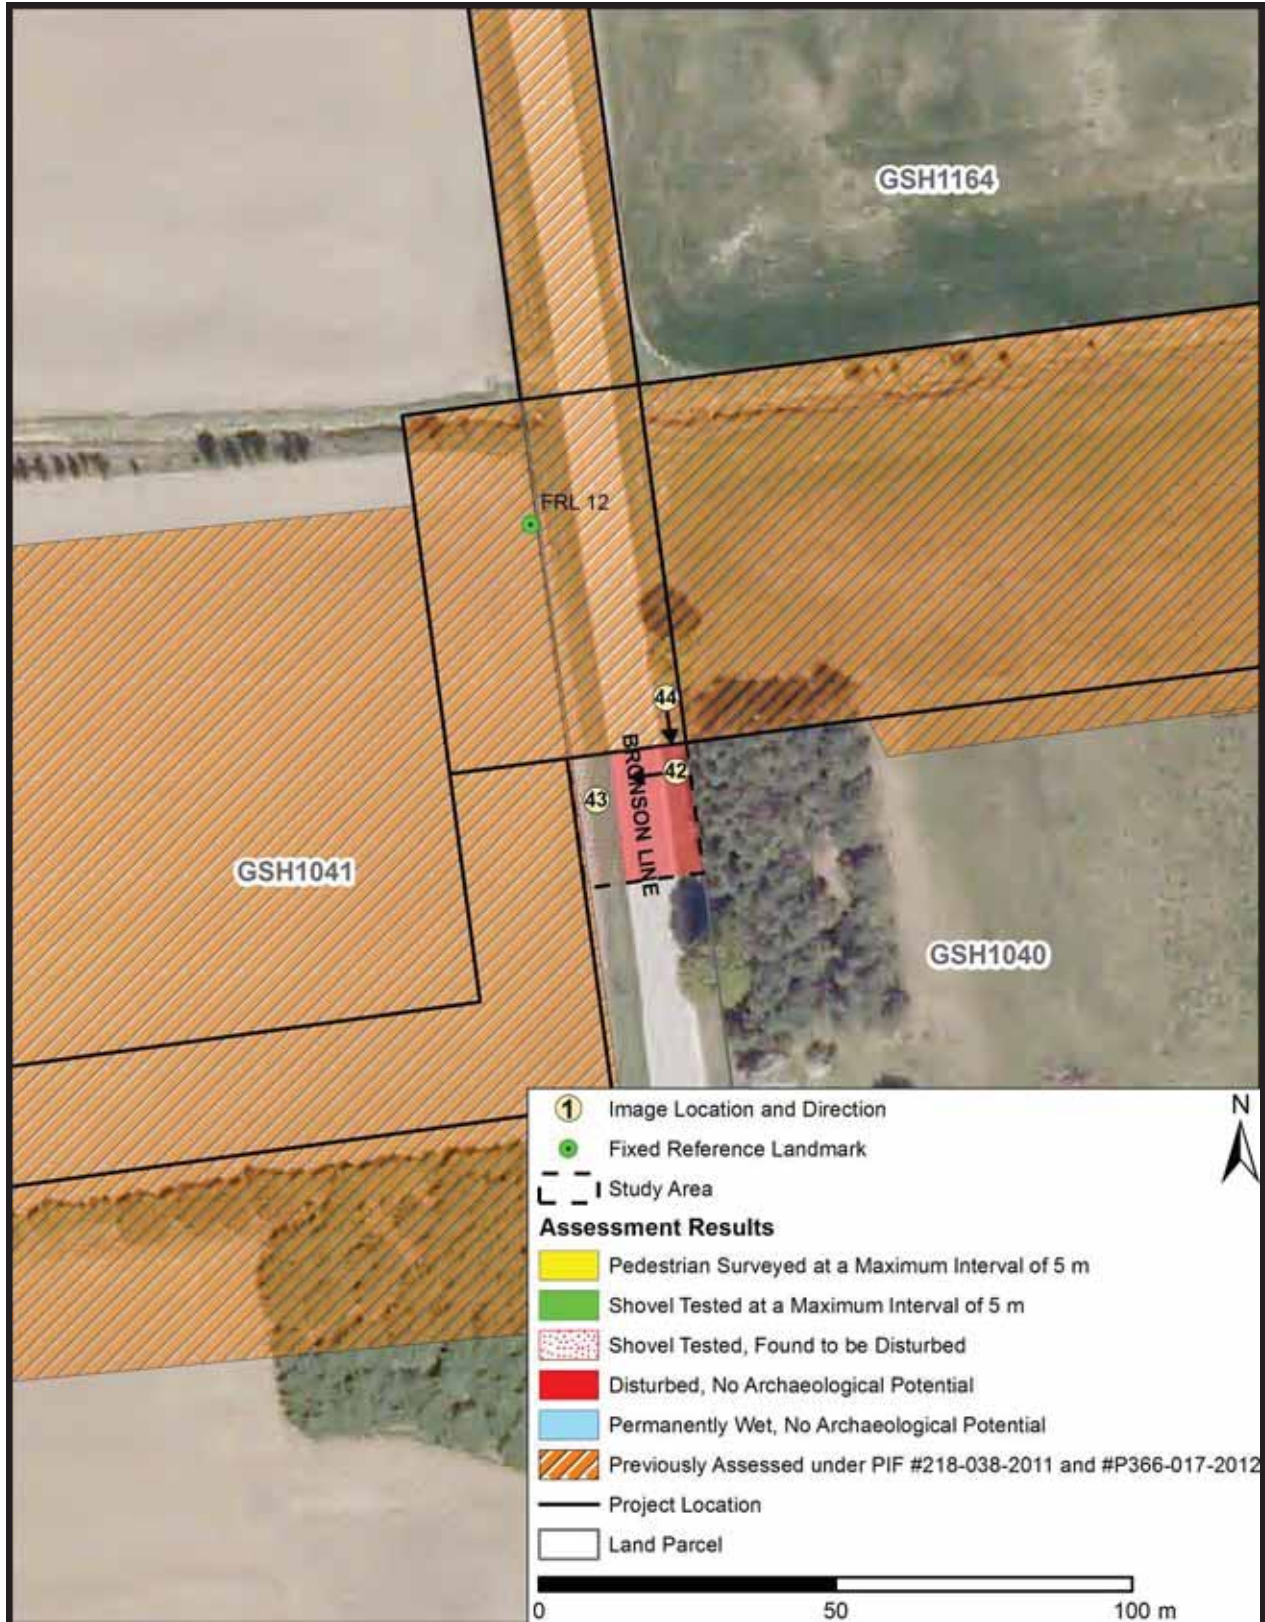 GSH1164
FRL 12
44
42
43
BRONSON LINE
GSH1041
GSH1040
1 Image Location and Direction
N
Fixed Reference Landmark
Study Area
Assessment Results
Pedestrian Surveyed at a Maximum Interval of 5 m
Shovel Tested at a Maximum Interval of 5 m
Shovel Tested, Found to be Disturbed
Disturbed, No Archaeological Potential
Permanently Wet, No Archaeological Potential
Previously Assessed under PIF #218-038-2011 and #P366-017-2012
Project Location
Land Parcel
0 50 100 m